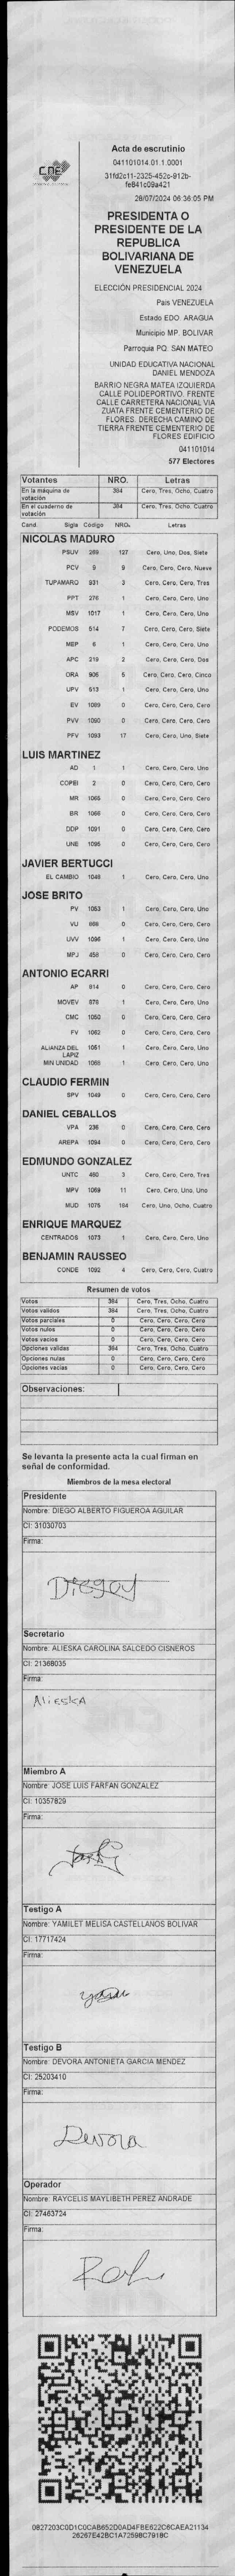 CNE
Acta de escrutinio
041101014.01.1.0001
31fd2c11-2325-452c-912b-
fe841c09a421
28/07/2024 06:36:05 PM
PRESIDENTA O
PRESIDENTE DE LA
REPUBLICA
BOLIVARIANA DE
VENEZUELA
ELECCIÓN PRESIDENCIAL 2024
País VENEZUELA
Estado EDO. ARAGUA
Municipio MP. BOLIVAR
Parroquia PQ. SAN MATEO
UNIDAD EDUCATIVA NACIONAL
DANIEL MENDOZA
BARRIO NEGRA MATEA IZQUIERDA
CALLE POLIDEPORTIVO. FRENTE
CALLE CARRETERA NACIONAL VIA
ZUATA FRENTE CEMENTERIO DE
FLORES. DERECHA CAMINO DE
TIERRA FRENTE CEMENTERIO DE
FLORES EDIFICIO
041101014
577 Electores
Votantes NRO. Letras
En la máquina de votación 384 Cero, Tres, Ocho, Cuatro
En el cuaderno de votación 384 Cero, Tres, Ocho, Cuatro
Cand. Sigla Código NRO. Letras
NICOLAS MADURO
PSUV 269 127 Cero, Uno, Dos, Siete
PCV 9 9 Cero, Cero, Cero, Nueve
TUPAMARO 931 3 Cero, Cero, Cero, Tres
PPT 276 1 Cero, Cero, Cero, Uno
MSV 1017 1 Cero, Cero, Cero, Uno
PODEMOS 514 7 Cero, Cero, Cero, Siete
MEP 6 1 Cero, Cero, Cero, Uno
APC 219 2 Cero, Cero, Cero, Dos
ORA 906 5 Cero, Cero, Cero, Cinco
UPV 513 1 Cero, Cero, Cero, Uno
EV 1089 0 Cero, Cero, Cero, Cero
PVV 1090 0 Cero, Cero, Cero, Cero
PFV 1093 17 Cero, Cero, Uno, Siete
LUIS MARTINEZ
AD 1 1 Cero, Cero, Cero, Uno
COPEI 2 0 Cero, Cero, Cero, Cero
MR 1065 0 Cero, Cero, Cero, Cero
BR 1066 0 Cero, Cero, Cero, Cero
DDP 1091 0 Cero, Cero, Cero, Cero
UNE 1095 0 Cero, Cero, Cero, Cero
JAVIER BERTUCCI
EL CAMBIO 1048 1 Cero, Cero, Cero, Uno
JOSE BRITO
PV 1053 1 Cero, Cero, Cero, Uno
VU 668 0 Cero, Cero, Cero, Cero
UVV 1096 1 Cero, Cero, Cero, Uno
MPJ 458 0 Cero, Cero, Cero, Cero
ANTONIO ECARRI
AP 914 0 Cero, Cero, Cero, Cero
MOVEV 978 1 Cero, Cero, Cero, Uno
CMC 1050 0 Cero, Cero, Cero, Cero
FV 1062 0 Cero, Cero, Cero, Cero
ALIANZA DEL LAPIZ 1051 1 Cero, Cero, Cero, Uno
MIN UNIDAD 1068 1 Cero, Cero, Cero, Uno
CLAUDIO FERMIN
SPV 1049 0 Cero, Cero, Cero, Cero
DANIEL CEBALLOS
VPA 236 0 Cero, Cero, Cero, Cero
AREPA 1094 0 Cero, Cero, Cero, Cero
EDMUNDO GONZALEZ
UNTC 480 3 Cero, Cero, Cero, Tres
MPV 1069 11 Cero, Cero, Uno, Uno
MUD 1075 184 Cero, Uno, Ocho, Cuatro
ENRIQUE MARQUEZ
CENTRADOS 1073 1 Cero, Cero, Cero, Uno
BENJAMIN RAUSSEO
CONDE 1092 4 Cero, Cero, Cero, Cuatro
Resumen de votos
Votos 384 Cero, Tres, Ocho, Cuatro
Votos válidos 384 Cero, Tres, Ocho, Cuatro
Votos parciales 0 Cero, Cero, Cero, Cero
Votos nulos 0 Cero, Cero, Cero, Cero
Votos vacíos 0 Cero, Cero, Cero, Cero
Opciones válidas 384 Cero, Tres, Ocho, Cuatro
Opciones nulas 0 Cero, Cero, Cero, Cero
Opciones vacías 0 Cero, Cero, Cero, Cero
Observaciones:
Se levanta la presente acta la cual firman en
señal de conformidad.
Miembros de la mesa electoral
Presidente
Nombre: DIEGO ALBERTO FIGUEROA AGUILAR
CI: 31030703
Firma:
Secretario
Nombre: ALIESKA CAROLINA SALCEDO CISNEROS
CI: 21368035
Firma:
AliESKA
Miembro A
Nombre: JOSE LUIS FARFAN GONZALEZ
CI: 10357829
Firma:
Testigo A
Nombre: YAMILET MELISA CASTELLANOS BOLIVAR
CI: 17717424
Firma:
Testigo B
Nombre: DEVORA ANTONIETA GARCIA MENDEZ
CI: 25203410
Firma:
Devora
Operador
Nombre: RAYCELIS MAYLIBETH PEREZ ANDRADE
CI: 27463724
Firma:
0827203C0D1C0CAB652D0AD4FBE622C6CAEA21134
26267E42BC1A72598C7918C